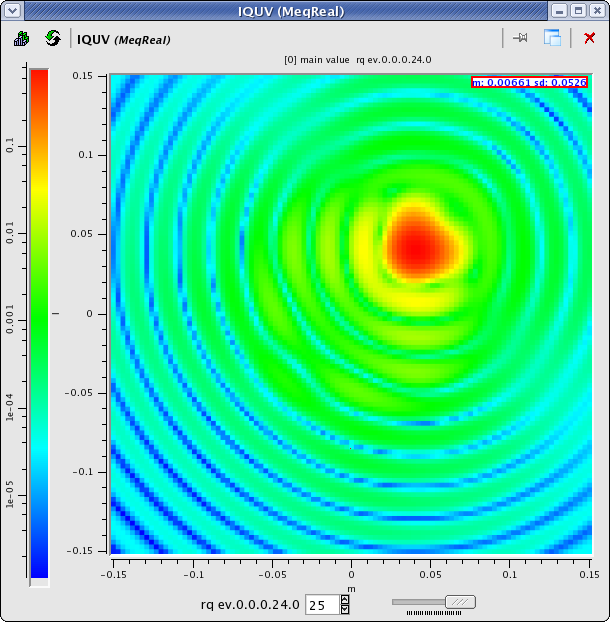 IQUV (MeqReal)
IQUV (MeqReal)
[0] main value rq ev.0.0.0.24.0
m: 0.00661 sd: 0.0526
0.15
0.1
0.05
0
-0.05
-0.1
-0.15
0.1
0.01
0.001
1e-04
1e-05
-0.15
-0.1
-0.05
0
0.05
0.1
0.15
m
rq ev.0.0.0.24.0 25